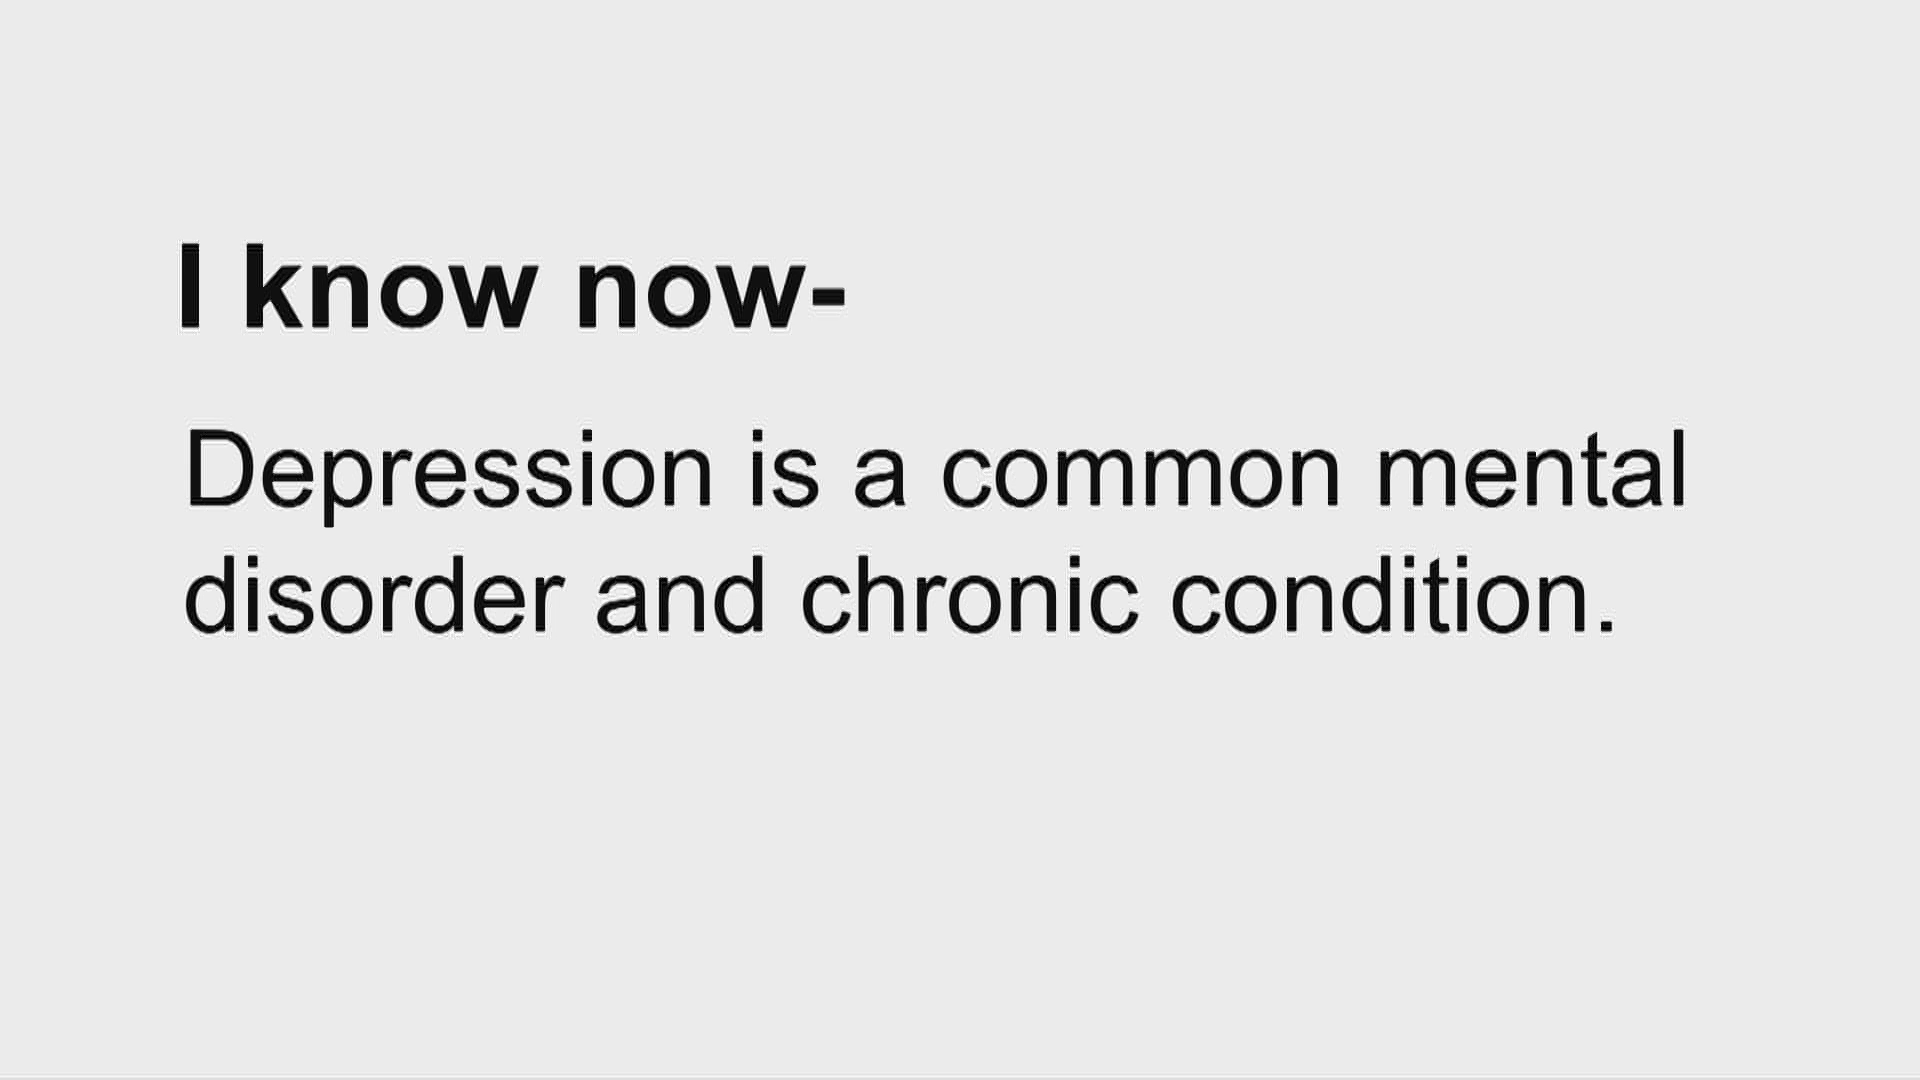 I know now-
Depression is a common mental
disorder and chronic condition.